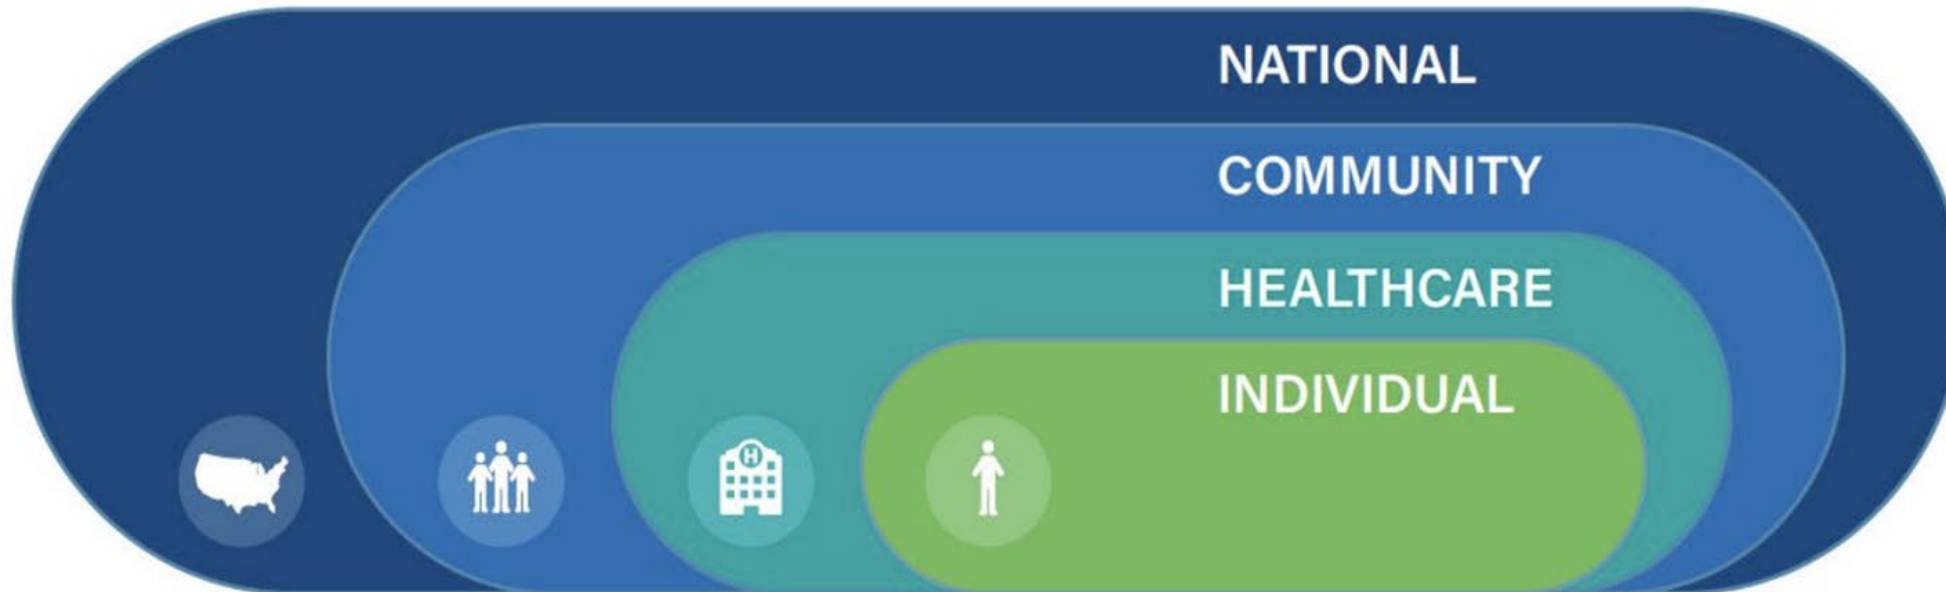 NATIONAL
COMMUNITY
HEALTHCARE
INDIVIDUAL
H